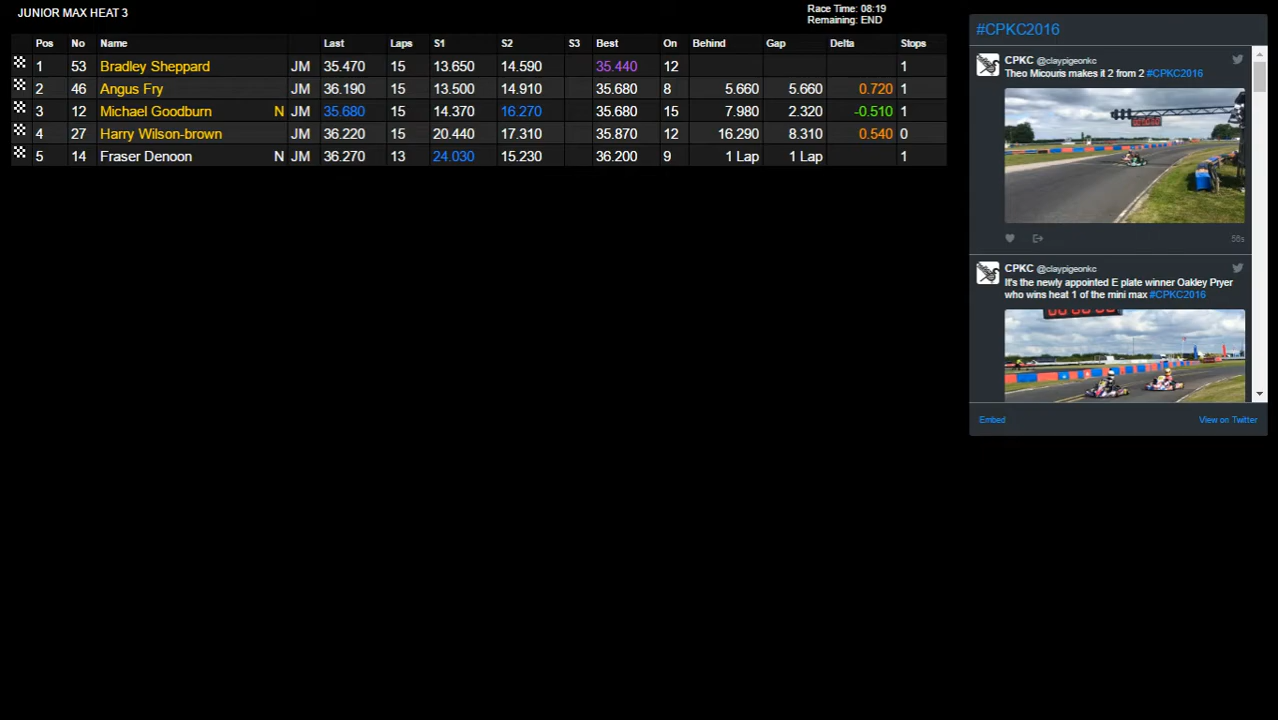 JUNIOR MAX HEAT 3
Race Time: 08:19
Remaining: END
Pos No Name Last Laps S1 S2 S3 Best On Behind Gap Delta Stops
1 53 Bradley Sheppard JM 35.470 15 13.650 14.590 35.440 12 1
2 46 Angus Fry JM 36.190 15 13.500 14.910 35.680 8 5.660 5.660 0.720 1
3 12 Michael Goodburn N JM 35.680 15 14.370 16.270 35.680 15 7.980 2.320 -0.510 1
4 27 Harry Wilson-brown JM 36.220 15 20.440 17.310 35.870 12 16.290 8.310 0.540 0
5 14 Fraser Denoon N JM 36.270 13 24.030 15.230 36.200 9 1 Lap 1 Lap 1
#CPKC2016
CPKC @claypigeonkc
Theo Micouris makes it 2 from 2 #CPKC2016
56s
CPKC @claypigeonkc
It's the newly appointed E plate winner Oakley Pryer
who wins heat 1 of the mini max #CPKC2016
Embed
View on Twitter